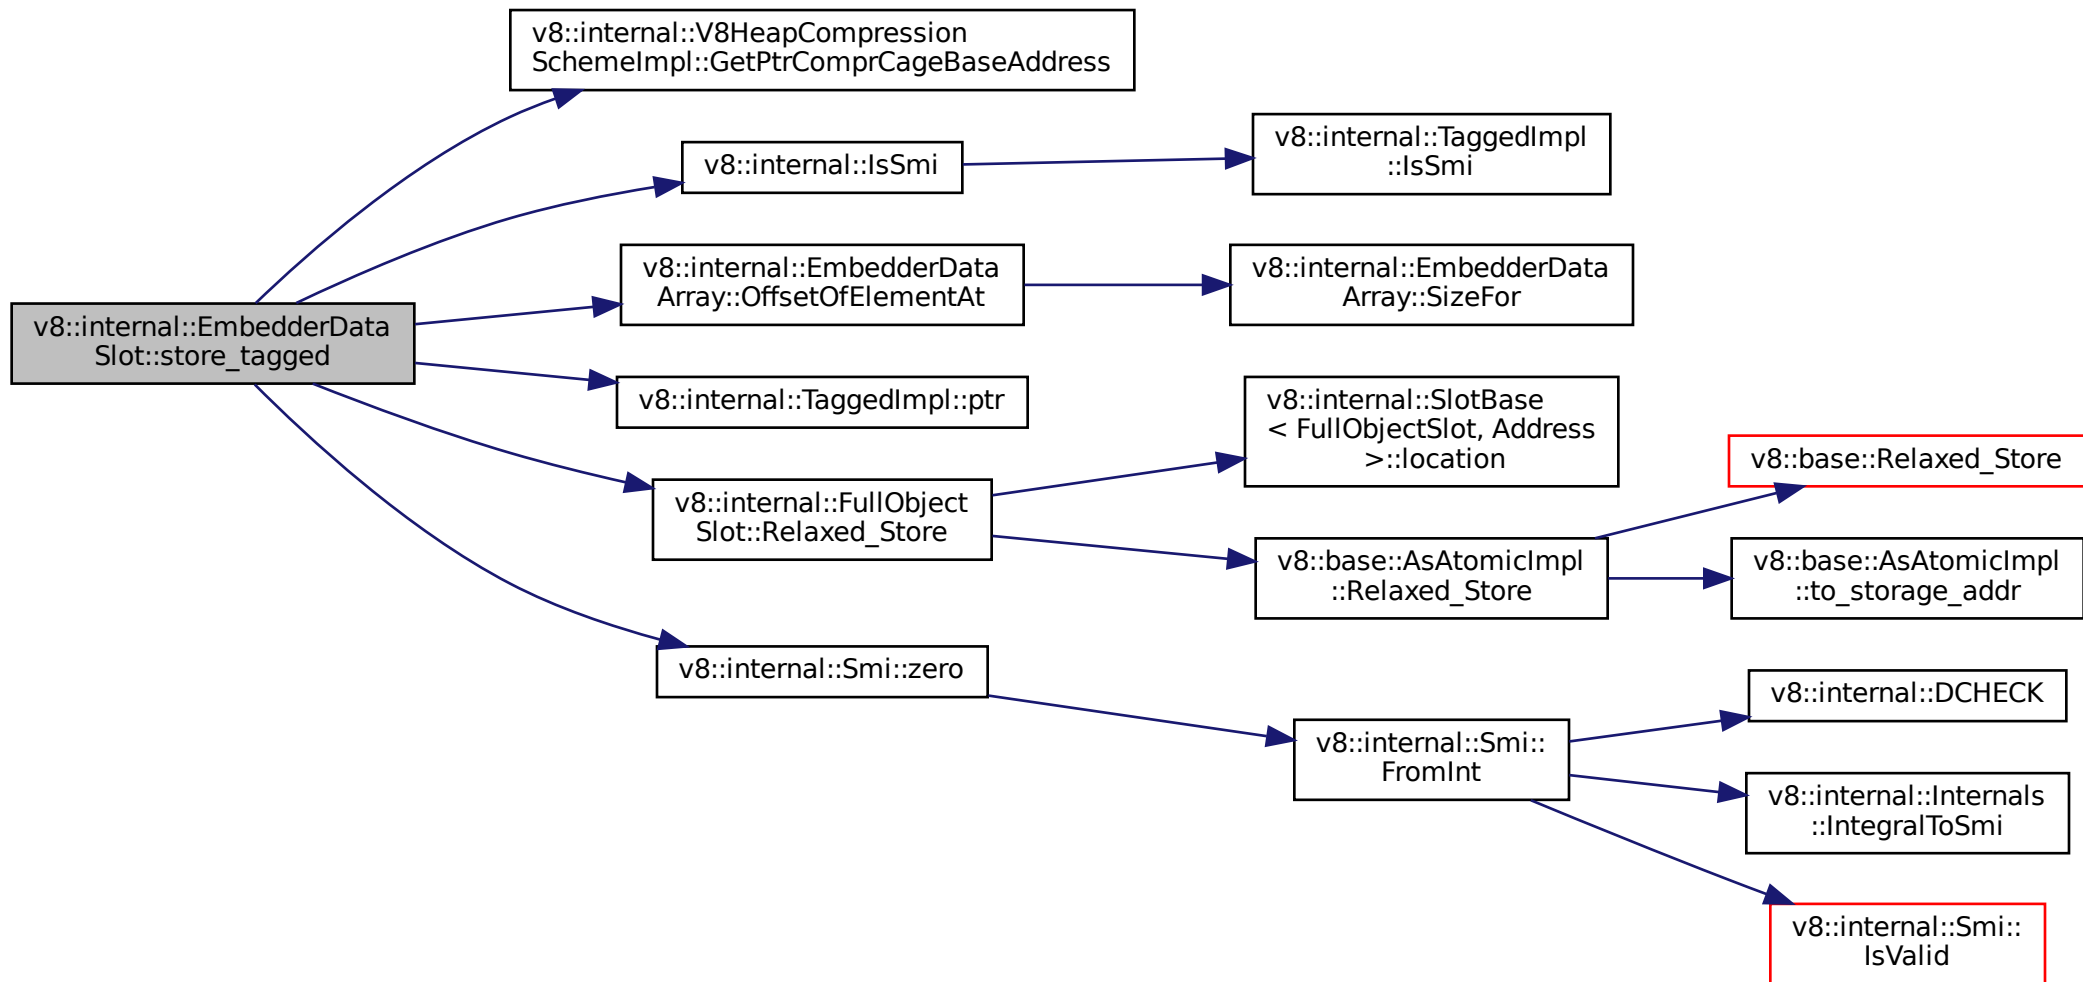 v8::internal::V8HeapCompression
SchemeImpl::GetPtrComprCageBaseAddress
v8::internal::IsSmi
v8::internal::TaggedImpl
::IsSmi
v8::internal::EmbedderData
Array::OffsetOfElementAt
v8::internal::EmbedderData
Array::SizeFor
v8::internal::EmbedderData
Slot::store_tagged
v8::internal::TaggedImpl::ptr
v8::internal::SlotBase
< FullObjectSlot, Address
>::location
v8::base::Relaxed_Store
v8::internal::FullObject
Slot::Relaxed_Store
v8::base::AsAtomicImpl
::Relaxed_Store
v8::base::AsAtomicImpl
::to_storage_addr
v8::internal::Smi::zero
v8::internal::DCHECK
v8::internal::Smi::
FromInt
v8::internal::Internals
::IntegralToSmi
v8::internal::Smi::
IsValid